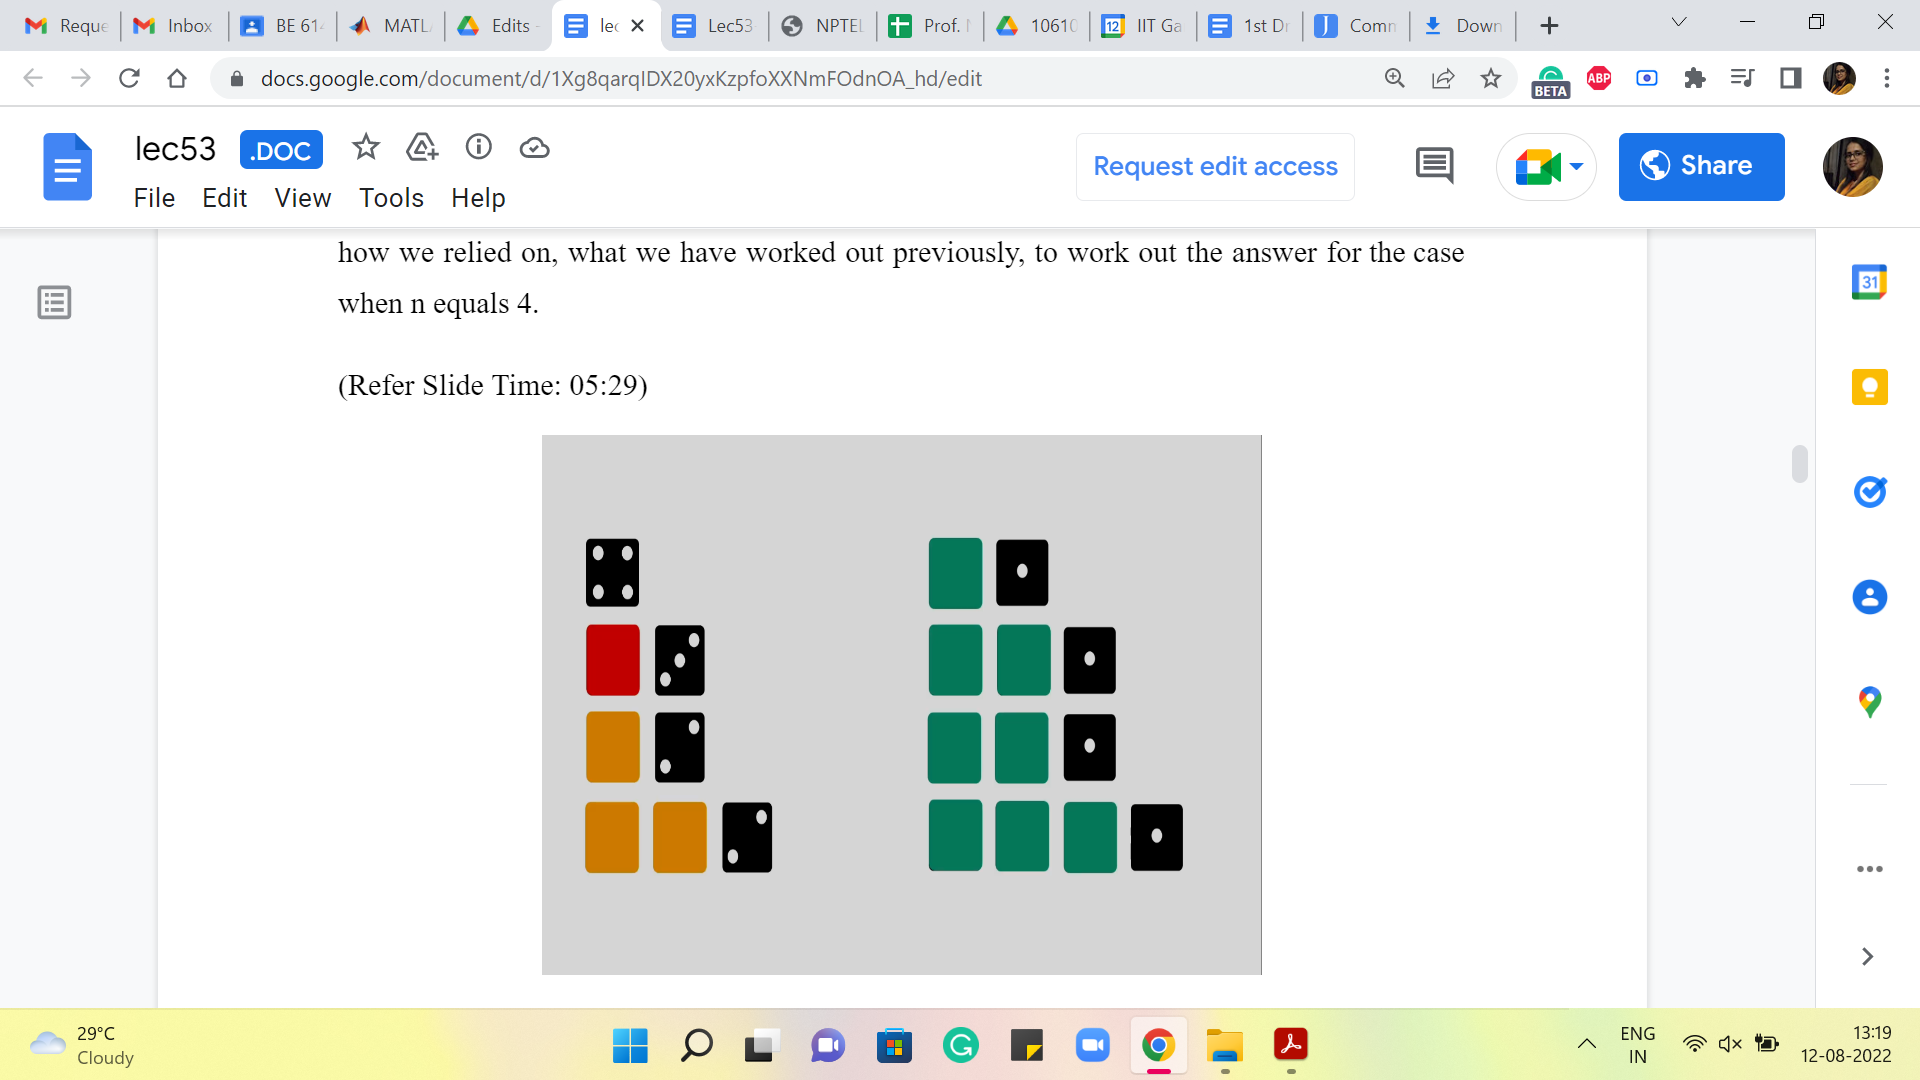 Reque
Inbox
BE 614
MATL
Edits -
lec
Lec53
NPTEL
Prof. N
10610
IIT Ga
1st Dr
Comm
Down
docs.google.com/document/d/1Xg8qarqIDX20yxKzpfoXXNmFOdnOA_hd/edit
BETA
ABP
lec53
.DOC
File Edit View Tools Help
Request edit access
Share
how we relied on, what we have worked out previously, to work out the answer for the case
when n equals 4.
(Refer Slide Time: 05:29)
31
29°C
Cloudy
ENG
IN
13:19
12-08-2022